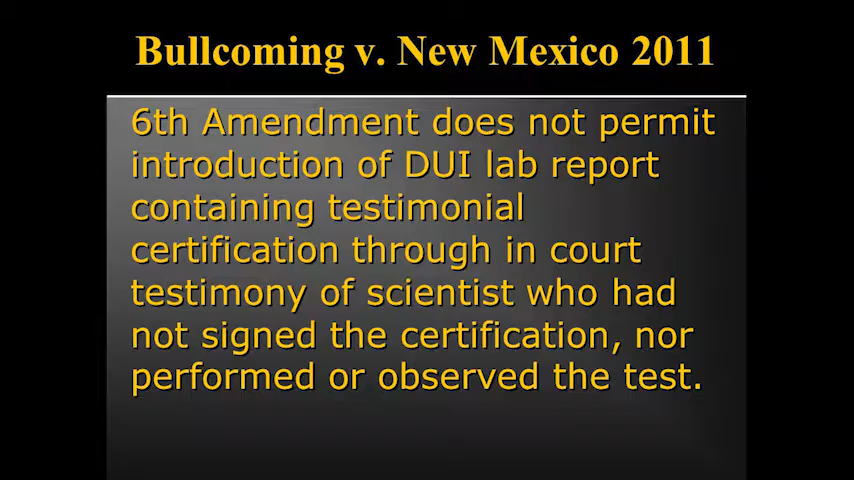 Bullcoming v. New Mexico 2011
6th Amendment does not permit
introduction of DUI lab report
containing testimonial
certification through in court
testimony of scientist who had
not signed the certification, nor
performed or observed the test.